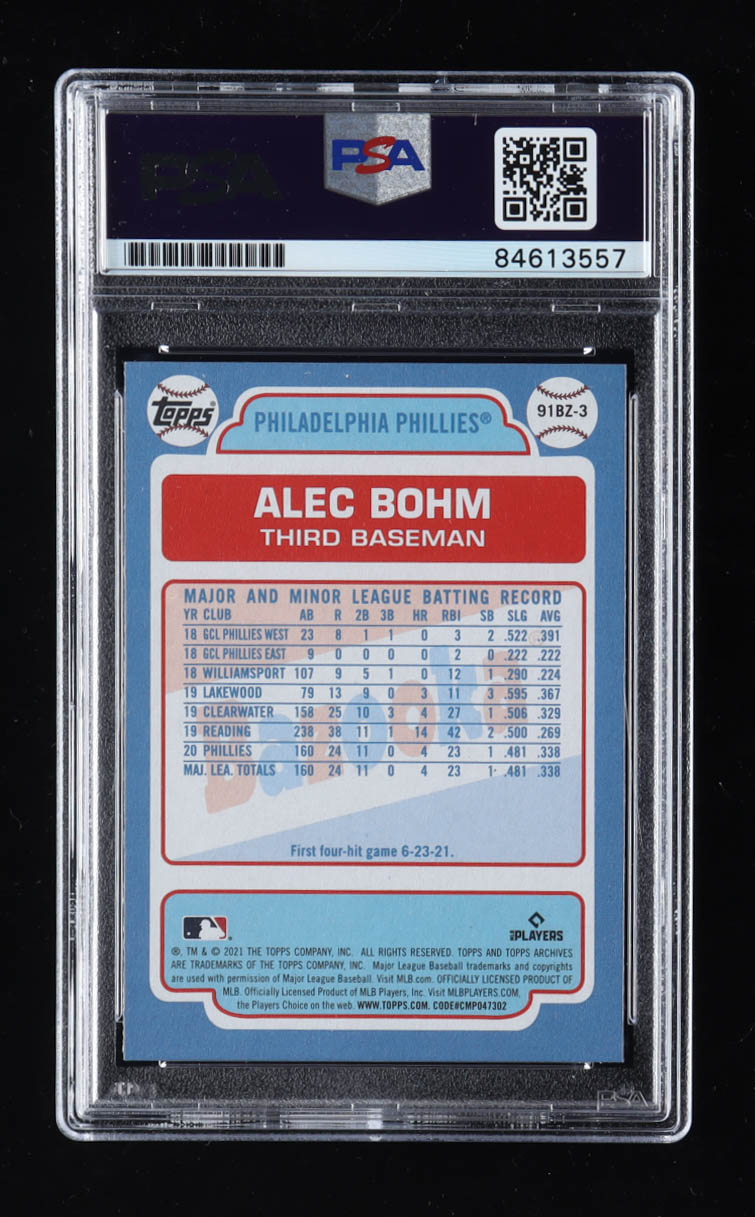 PSA
PSA
84613557
Topps
PHILADELPHIA PHILLIES®
91BZ-3
ALEC BOHM
THIRD BASEMAN
MAJOR AND MINOR LEAGUE BATTING RECORD
YR CLUB AB R 2B 3B HR RBI SB SLG AVG
18 GCL PHILLIES WEST 23 8 1 1 0 3 2 .522 .391
18 GCL PHILLIES EAST 9 0 0 0 0 2 0 .222 .222
18 WILLIAMSPORT 107 9 5 1 0 12 1 .290 .224
19 LAKEWOOD 79 13 9 0 3 11 3 .595 .367
19 CLEARWATER 158 25 10 3 4 27 1 .506 .329
19 READING 238 38 11 1 14 42 2 .500 .269
20 PHILLIES 160 24 11 0 4 23 1 .481 .338
MAJ. LEA. TOTALS 160 24 11 0 4 23 1 .481 .338
Bazooka
First four-hit game 6-23-21.
MLB PLAYERS
®, TM & © 2021 THE TOPPS COMPANY, INC. ALL RIGHTS RESERVED. TOPPS AND TOPPS ARCHIVES
ARE TRADEMARKS OF THE TOPPS COMPANY, INC. Major League Baseball trademarks and copyrights
are used with permission of Major League Baseball. Visit MLB.com. OFFICIALLY LICENSED PRODUCT OF
MLB. Officially Licensed Product of MLB Players, Inc. Visit MLBPLAYERS.COM,
the Players Choice on the web. WWW.TOPPS.COM. CODE#CMP047302
PSA